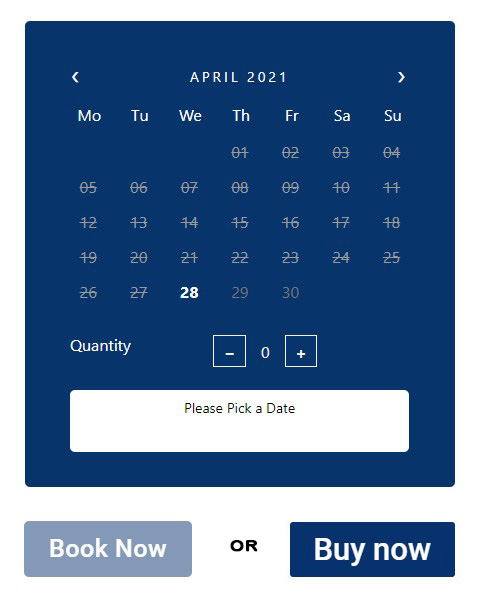 ‹ APRIL 2021 ›
Mo Tu We Th Fr Sa Su
01 02 03 04
05 06 07 08 09 10 11
12 13 14 15 16 17 18
19 20 21 22 23 24 25
26 27 28 29 30
Quantity − 0 +
Please Pick a Date
Book Now OR Buy now